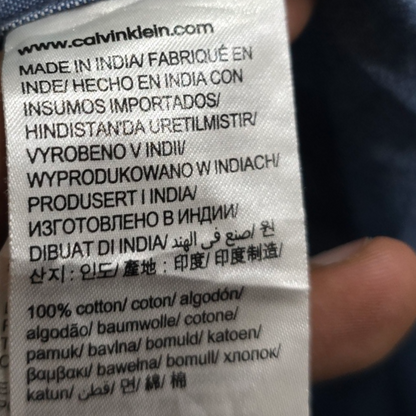 www.calvinklein.com
MADE IN INDIA/ FABRIQUÉ EN
INDE/ HECHO EN INDIA CON
INSUMOS IMPORTADOS/
HINDISTAN'DA URETILMISTIR/
VYROBENO V INDII/
WYPRODUKOWANO W INDIACH/
PRODUSERT I INDIA/
ИЗГОТОВЛЕНО В ИНДИИ/
DIBUAT DI INDIA/ صنع في الهند/ 원
산지: 인도/ 產地: 印度/ 印度制造/
100% cotton/ coton/ algodón/
algodão/ baumwolle/ cotone/
pamuk/ bavlna/ bomuld/ katoen/
βαμβακι/ bawełna/ bomull/ хлопок/
katun/ قطن/ 면/ 綿/ 棉